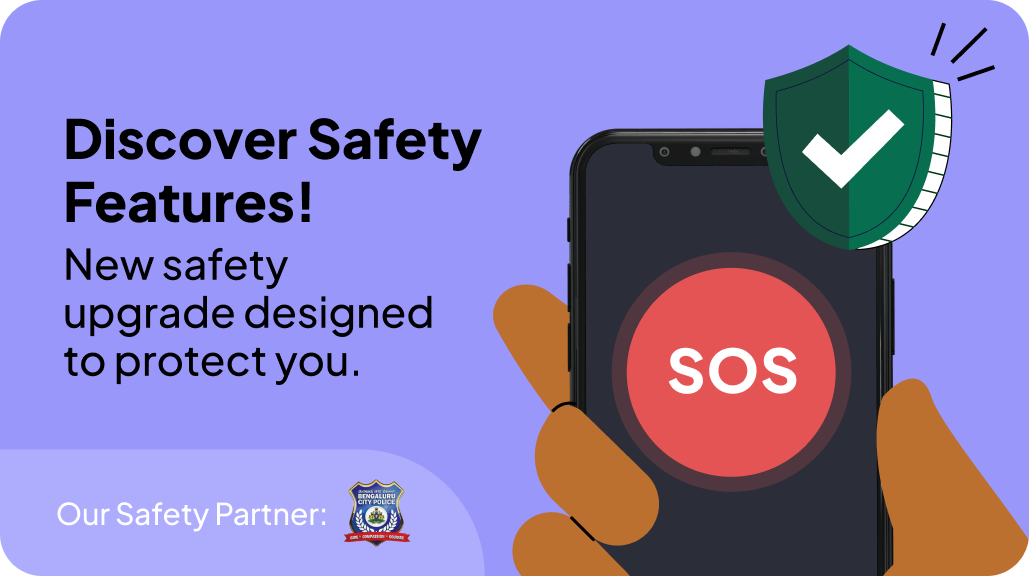 Discover Safety
Features!
New safety
upgrade designed
to protect you.
SOS
Our Safety Partner:
BENGALURU
CITY POLICE